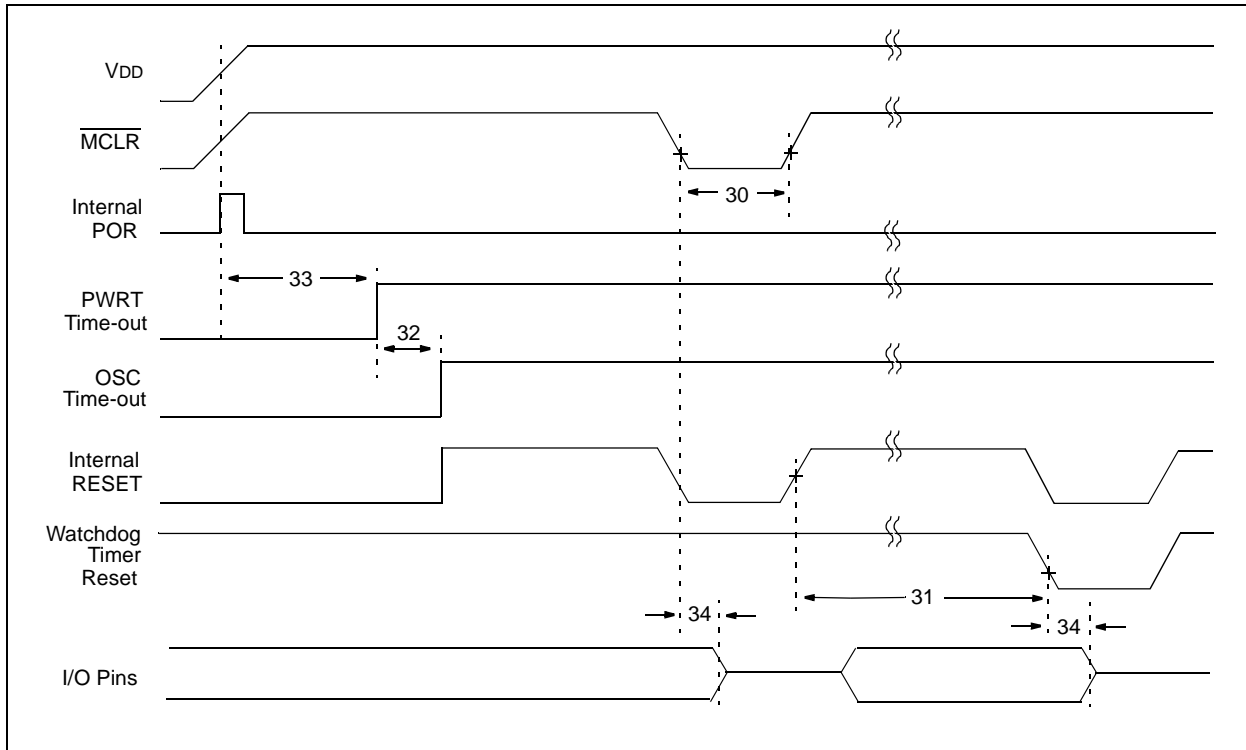 VDD
MCLR
30
Internal
POR
33
PWRT
Time-out
32
OSC
Time-out
Internal
RESET
Watchdog
Timer
Reset
31
34
34
I/O Pins